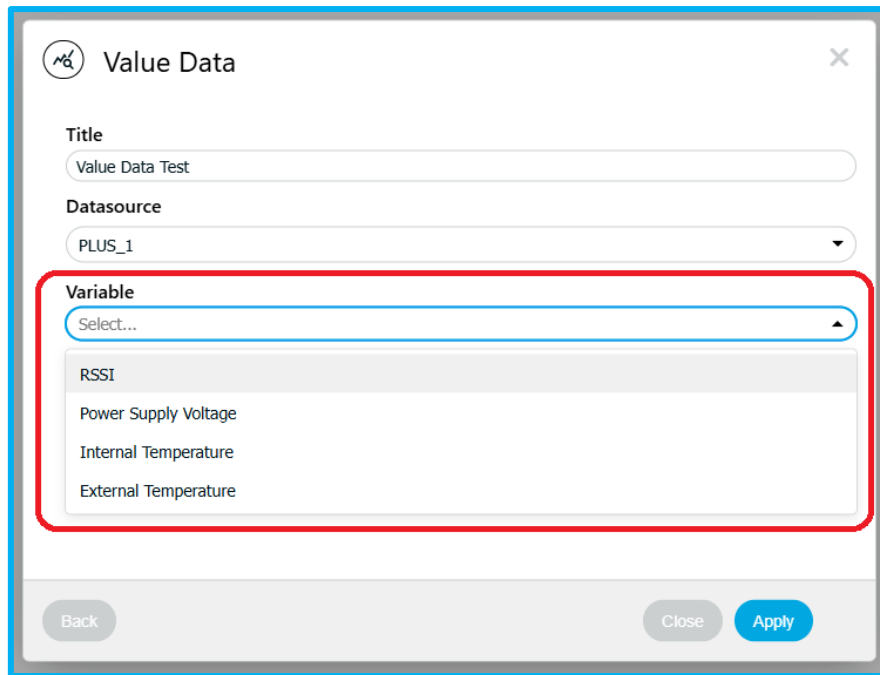 Value Data
Title
Value Data Test
Datasource
PLUS_1
Variable
Select...
RSSI
Power Supply Voltage
Internal Temperature
External Temperature
Back
Close
Apply